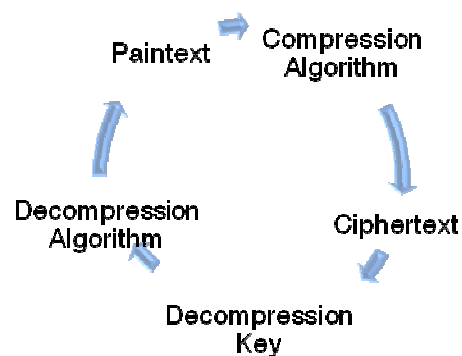 Paintext
Compression
Algorithm
Ciphertext
Decompression
Key
Decompression
Algorithm